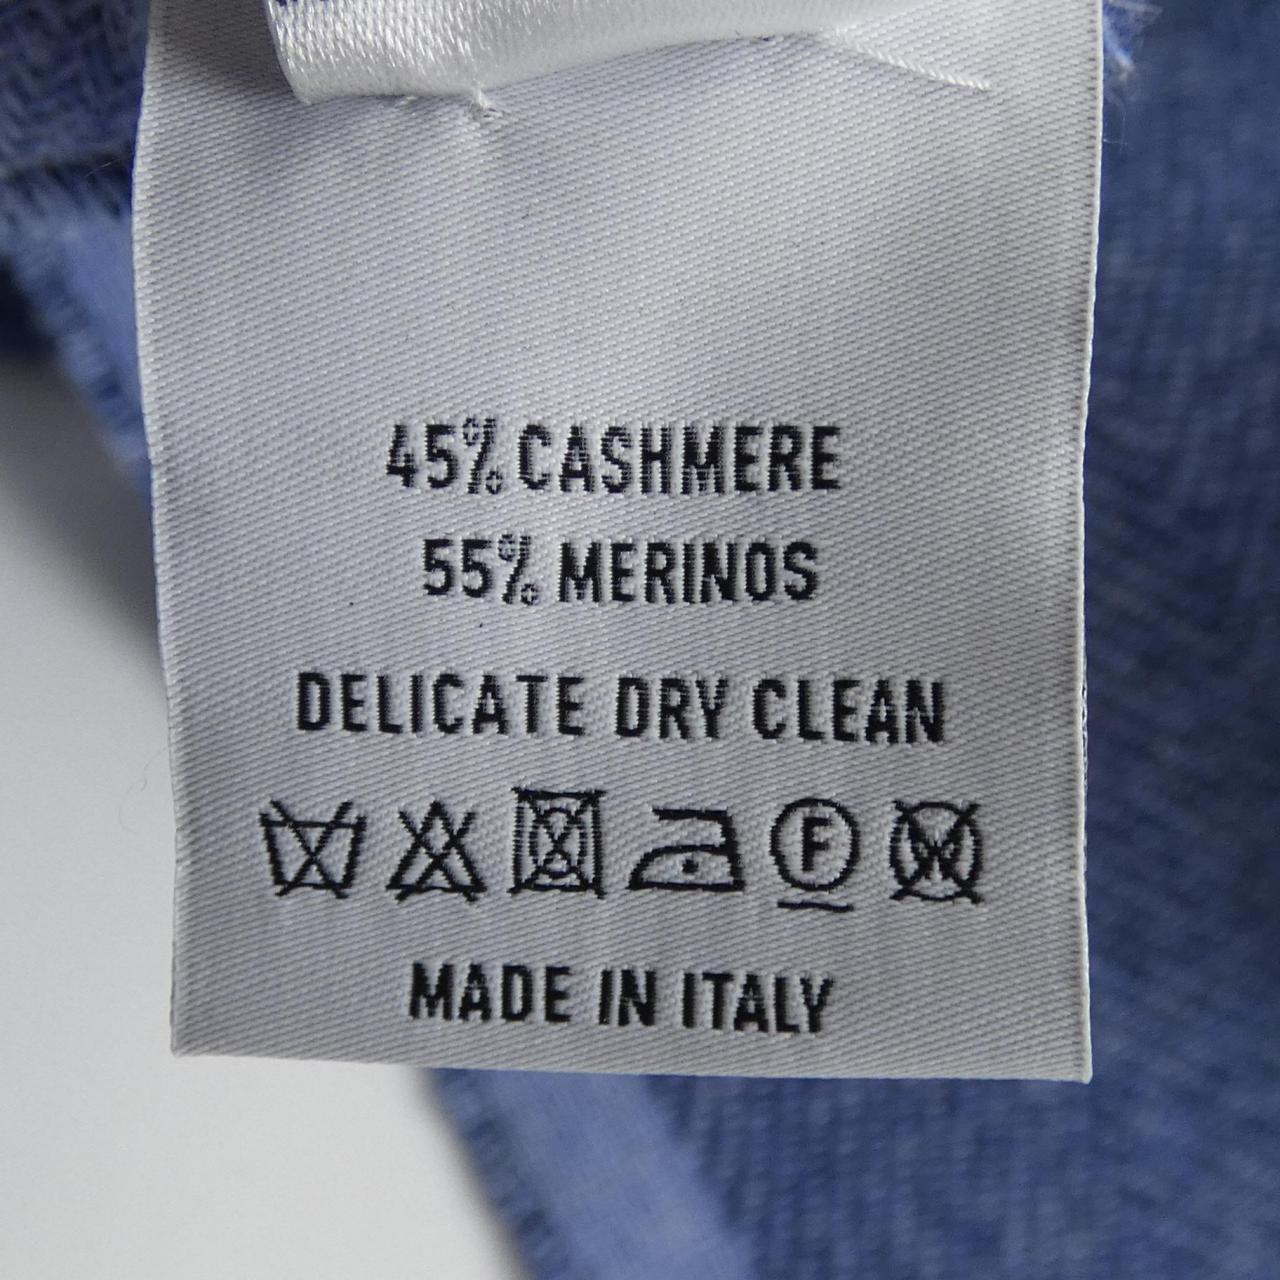 45% CASHMERE
55% MERINOS
DELICATE DRY CLEAN
F W
MADE IN ITALY